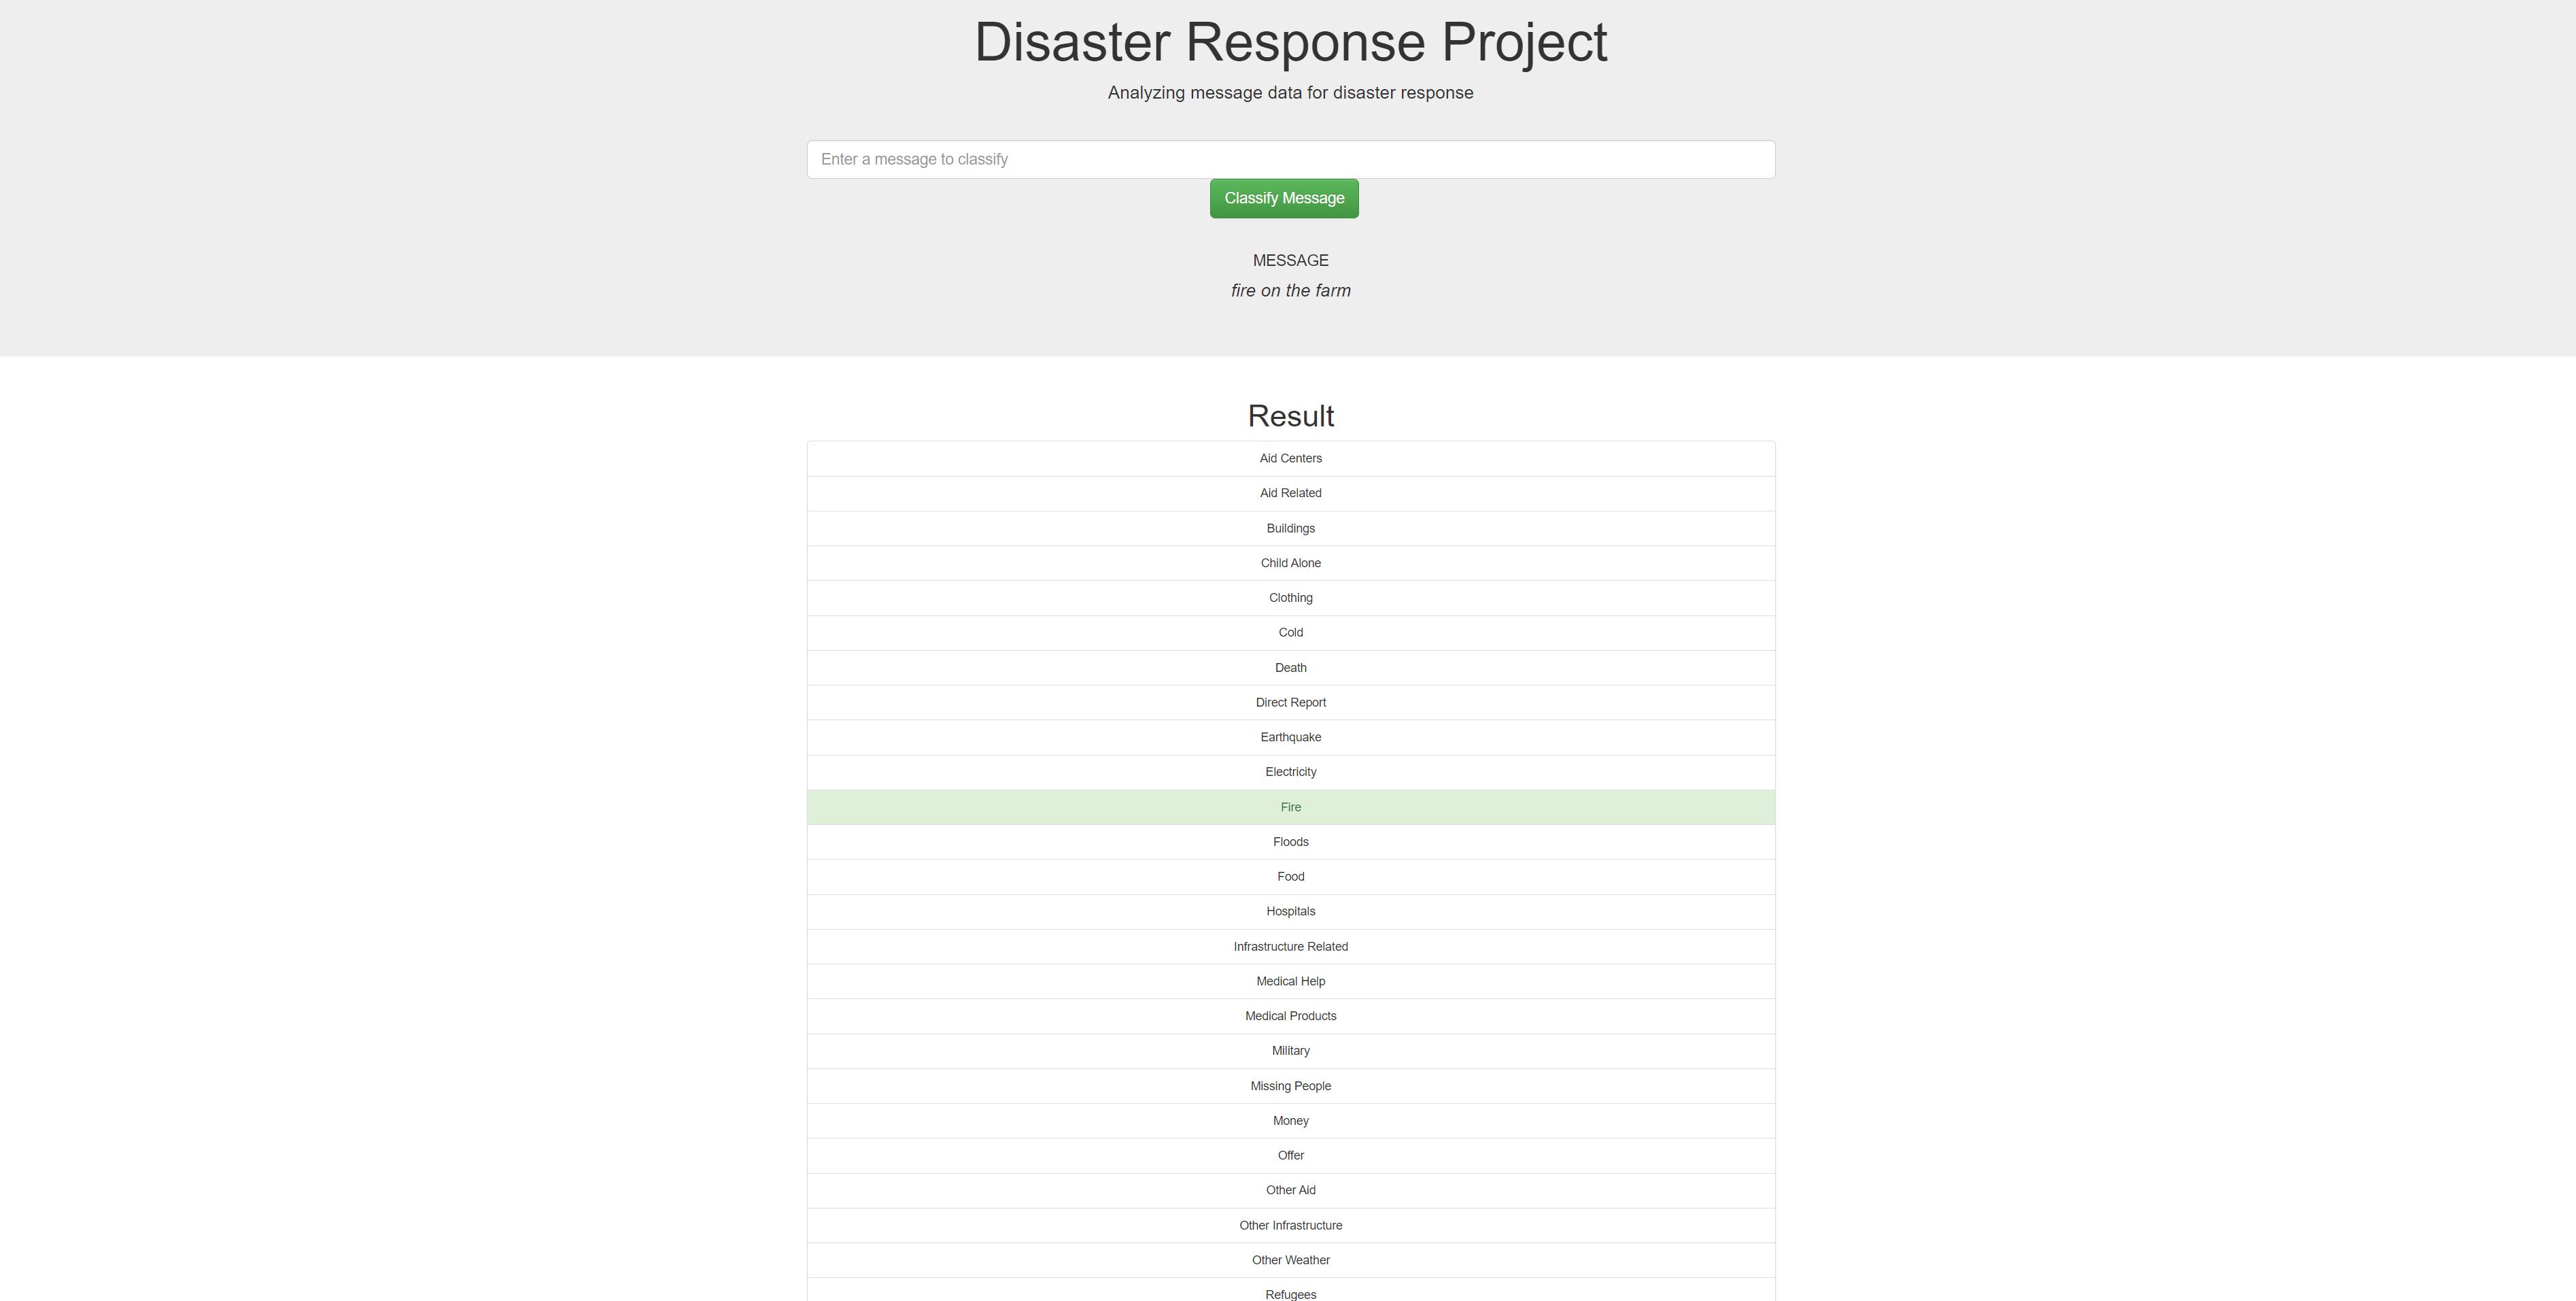 Disaster Response Project
Analyzing message data for disaster response
Enter a message to classify
Classify Message
MESSAGE
fire on the farm
Result
Aid Centers
Aid Related
Buildings
Child Alone
Clothing
Cold
Death
Direct Report
Earthquake
Electricity
Fire
Floods
Food
Hospitals
Infrastructure Related
Medical Help
Medical Products
Military
Missing People
Money
Offer
Other Aid
Other Infrastructure
Other Weather
Refugees